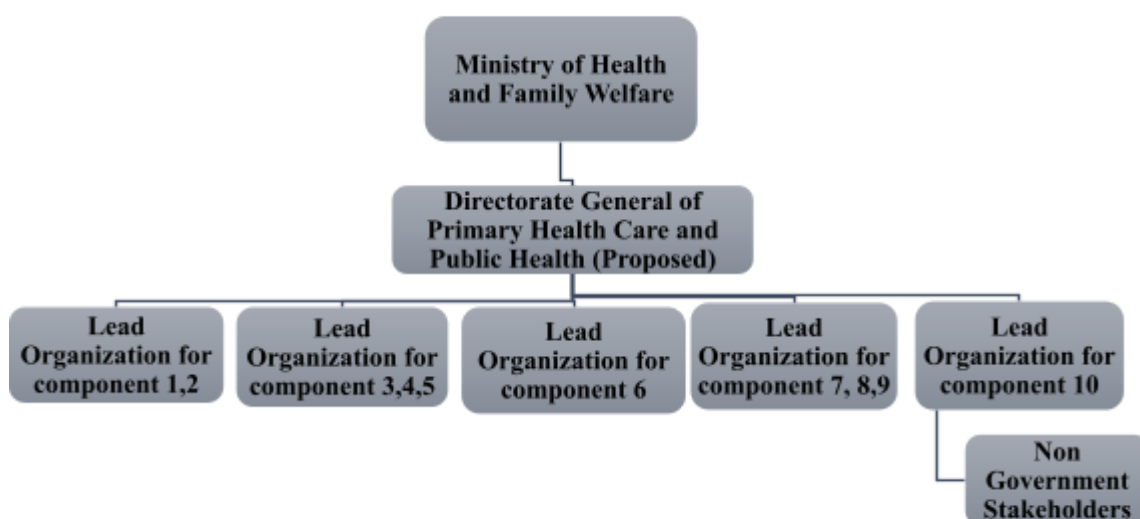 Ministry of Health
and Family Welfare
Directorate General of
Primary Health Care and
Public Health (Proposed)
Lead
Organization for
component 1,2
Lead
Organization for
component 3,4,5
Lead
Organization for
component 6
Lead
Organization for
component 7, 8,9
Lead
Organization for
component 10
Non
Government
Stakeholders